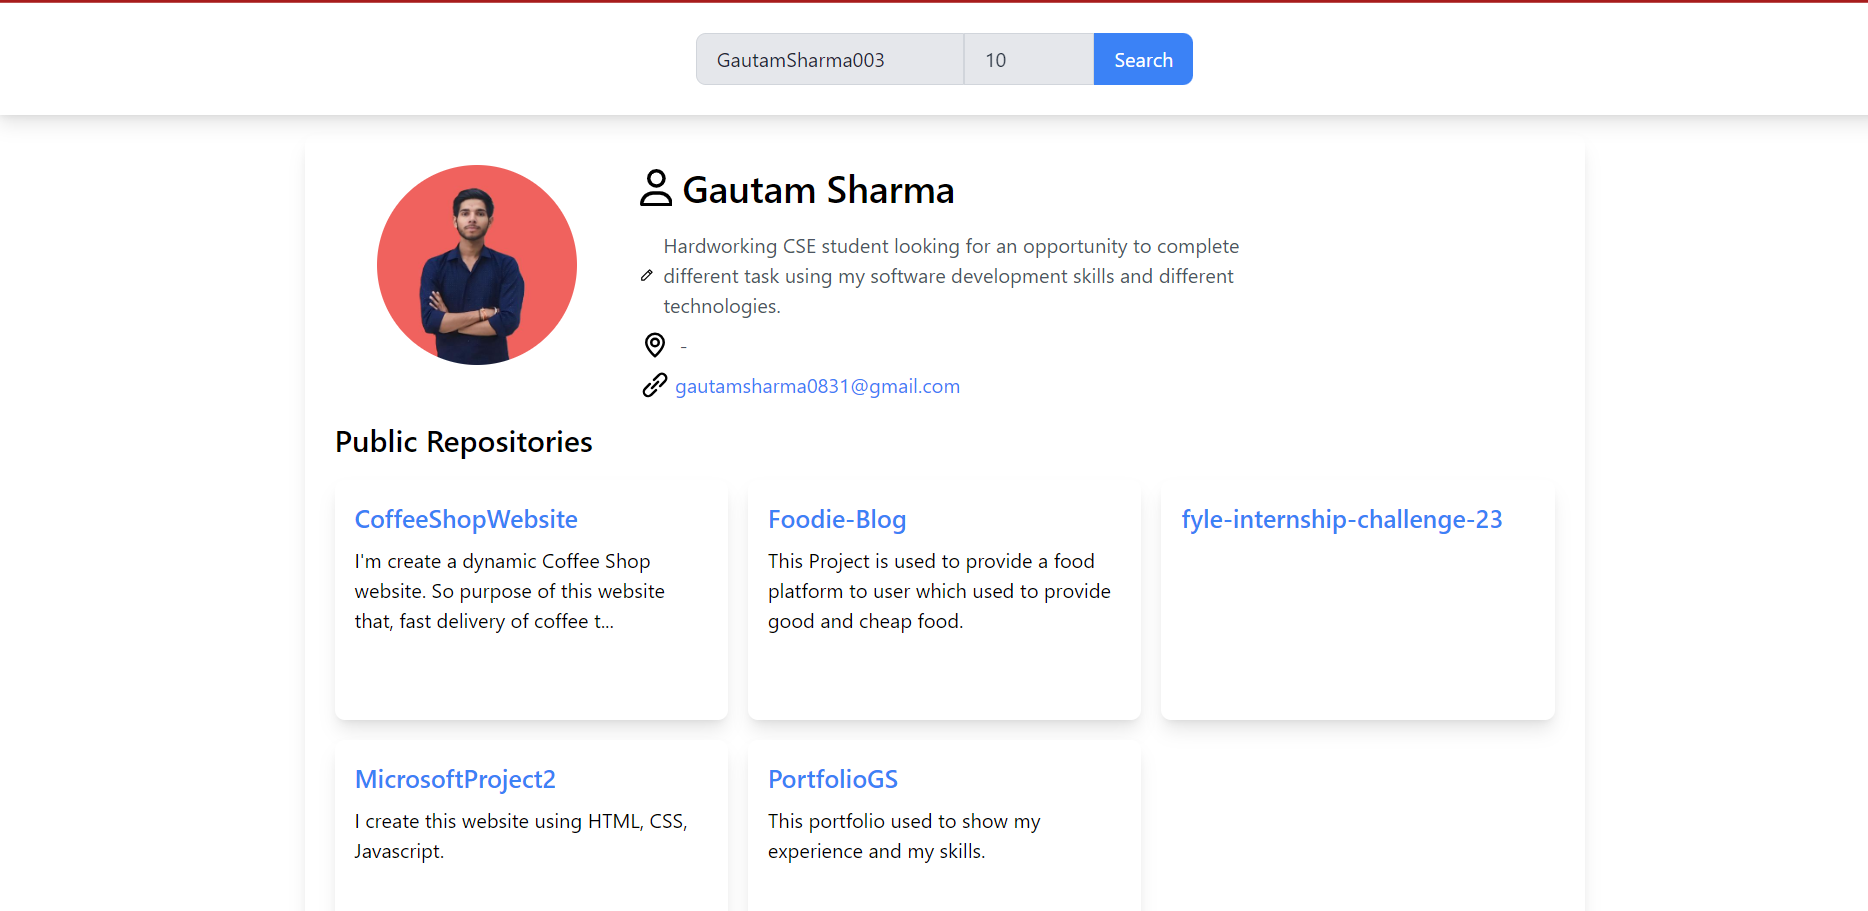 GautamSharma003 10 Search
Gautam Sharma
Hardworking CSE student looking for an opportunity to complete
different task using my software development skills and different
technologies.
-
gautamsharma0831@gmail.com
Public Repositories
CoffeeShopWebsite
I'm create a dynamic Coffee Shop
website. So purpose of this website
that, fast delivery of coffee t...
Foodie-Blog
This Project is used to provide a food
platform to user which used to provide
good and cheap food.
fyle-internship-challenge-23
MicrosoftProject2
I create this website using HTML, CSS,
Javascript.
PortfolioGS
This portfolio used to show my
experience and my skills.